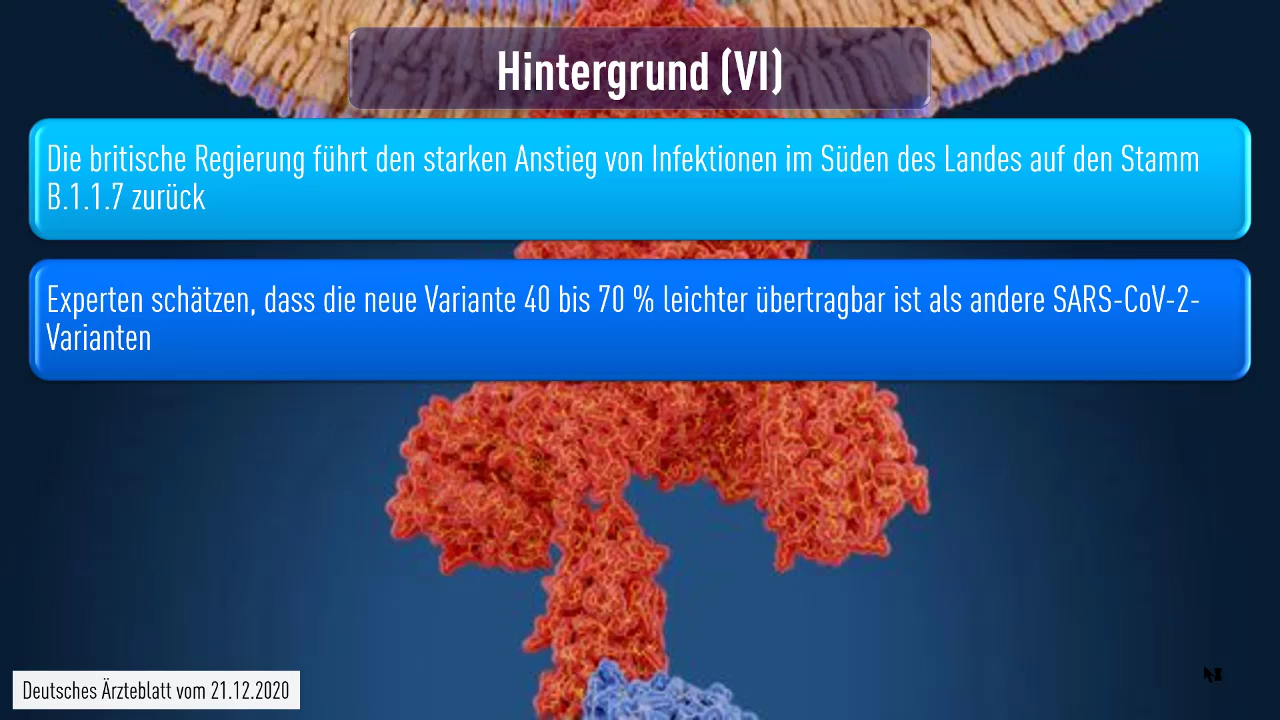 Hintergrund (VI)
Die britische Regierung führt den starken Anstieg von Infektionen im Süden des Landes auf den Stamm
B.1.1.7 zurück
Experten schätzen, dass die neue Variante 40 bis 70 % leichter übertragbar ist als andere SARS-CoV-2-
Varianten
Deutsches Ärzteblatt vom 21.12.2020